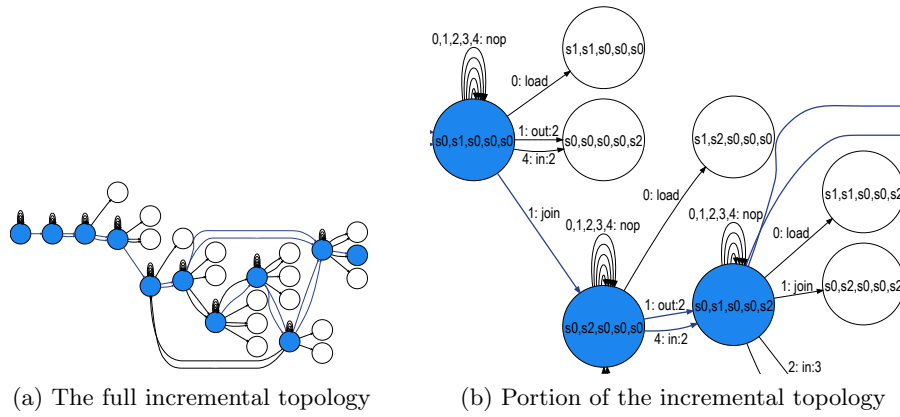 0,1,2,3,4: nop
s1,s1,s0,s0,s0
0: load
s0,s1,s0,s0,s0
1: out:2
4: in:2
s0,s0,s0,s0,s2
s1,s2,s0,s0,s0
1: join
0: load
0,1,2,3,4: nop
0,1,2,3,4: nop
s1,s1,s0,s0,s2
0: load
s0,s2,s0,s0,s0
1: out:2
4: in:2
s0,s1,s0,s0,s2
1: join
s0,s2,s0,s0,s2
2: in:3
(a) The full incremental topology
(b) Portion of the incremental topology